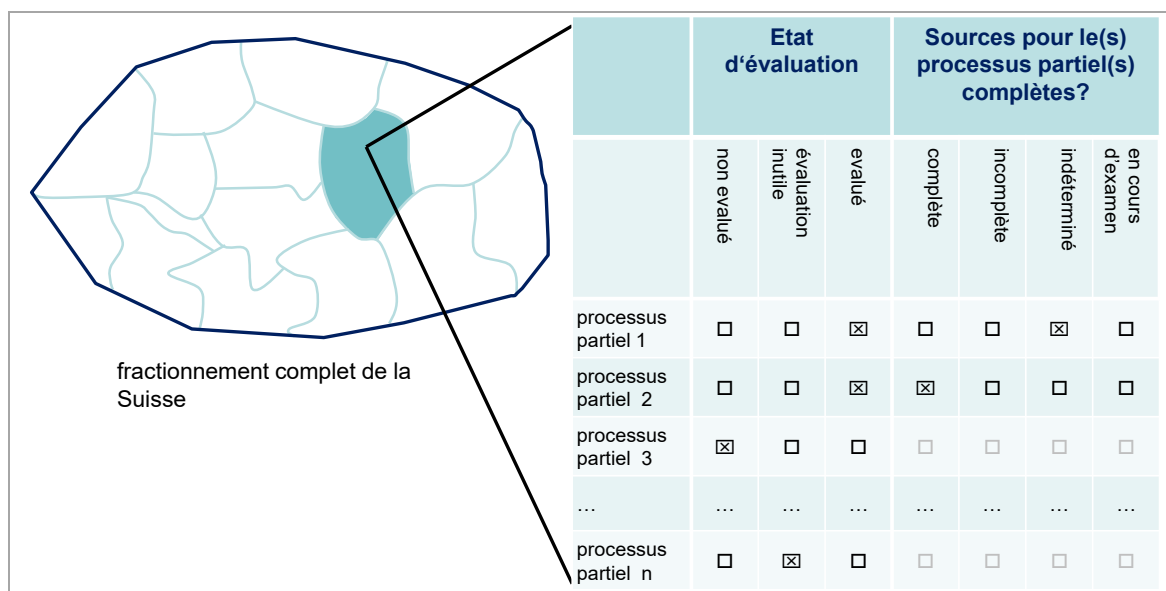 fractionnement complet de la
Suisse
Etat
d‘évaluation
Sources pour le(s)
processus partiel(s)
complètes?
non evalué
évaluation
inutile
evalué
complète
incomplète
indéterminé
en cours
d'examen
processus
partiel 1
☐ ☐ ☒ ☐ ☐ ☒ ☐
processus
partiel 2
☐ ☐ ☒ ☒ ☐ ☐ ☐
processus
partiel 3
☒ ☐ ☐ ☐ ☐ ☐ ☐
… … … … … … … …
processus
partiel n
☐ ☒ ☐ ☐ ☐ ☐ ☐